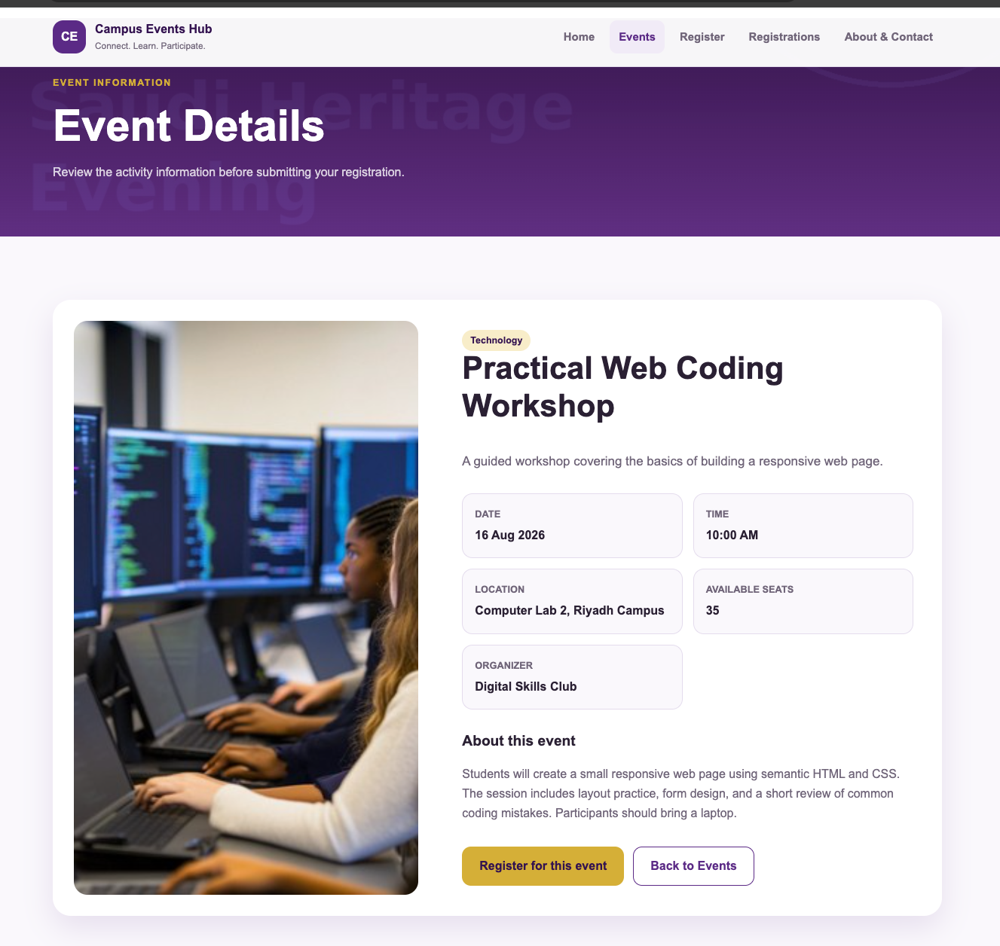 CE
Campus Events Hub
Connect. Learn. Participate.
Home Events Register Registrations About & Contact
EVENT INFORMATION
Saudi Heritage
Event Details
Review the activity information before submitting your registration.
Evening
Technology
Practical Web Coding
Workshop
A guided workshop covering the basics of building a responsive web page.
DATE
16 Aug 2026
TIME
10:00 AM
LOCATION
Computer Lab 2, Riyadh Campus
AVAILABLE SEATS
35
ORGANIZER
Digital Skills Club
About this event
Students will create a small responsive web page using semantic HTML and CSS.
The session includes layout practice, form design, and a short review of common
coding mistakes. Participants should bring a laptop.
Register for this event
Back to Events